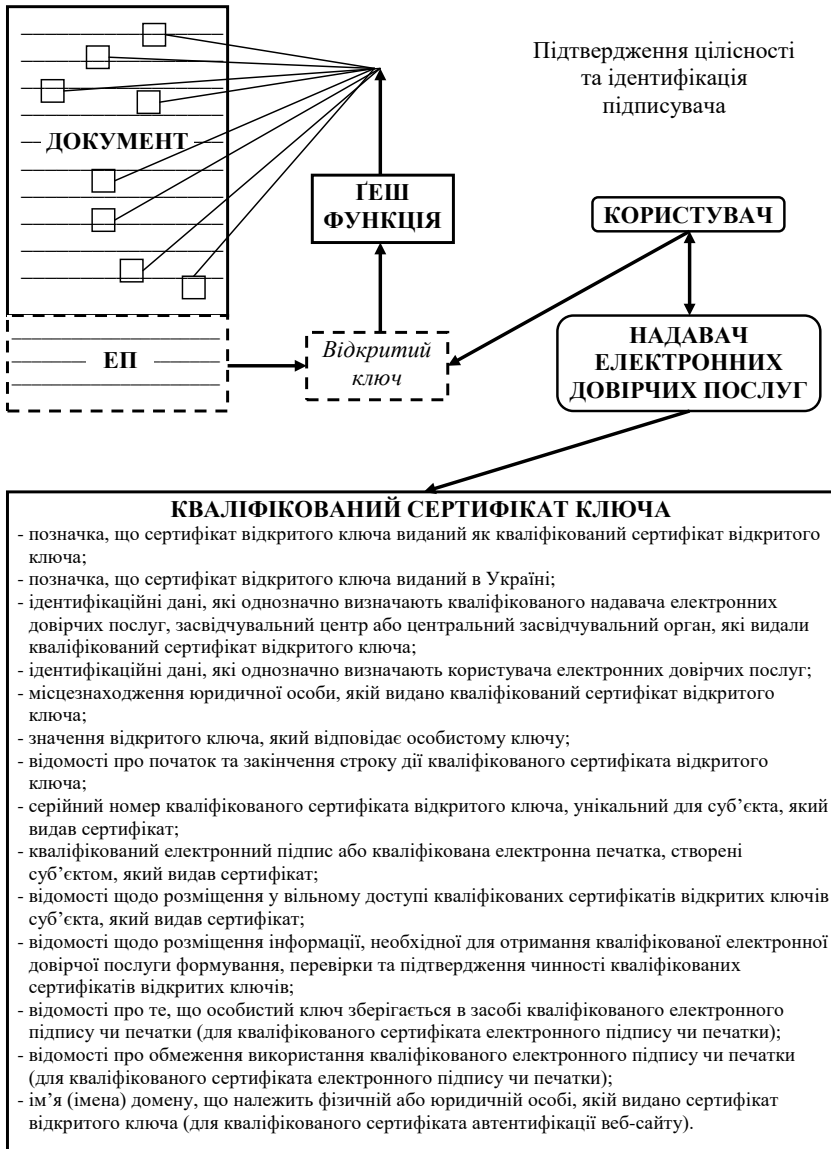 Підтвердження цілісності
та ідентифікація
підписувача
ДОКУМЕНТ
ҐЕШ
ФУНКЦІЯ
КОРИСТУВАЧ
ЕП
Відкритий
ключ
НАДАВАЧ
ЕЛЕКТРОННИХ
ДОВІРЧИХ ПОСЛУГ
КВАЛІФІКОВАНИЙ СЕРТИФІКАТ КЛЮЧА
- позначка, що сертифікат відкритого ключа виданий як кваліфікований сертифікат відкритого
ключа;
- позначка, що сертифікат відкритого ключа виданий в Україні;
- ідентифікаційні дані, які однозначно визначають кваліфікованого надавача електронних
довірчих послуг, засвідчувальний центр або центральний засвідчувальний орган, які видали
кваліфікований сертифікат відкритого ключа;
- ідентифікаційні дані, які однозначно визначають користувача електронних довірчих послуг;
- місцезнаходження юридичної особи, якій видано кваліфікований сертифікат відкритого
ключа;
- значення відкритого ключа, який відповідає особистому ключу;
- відомості про початок та закінчення строку дії кваліфікованого сертифіката відкритого
ключа;
- серійний номер кваліфікованого сертифіката відкритого ключа, унікальний для суб’єкта, який
видав сертифікат;
- кваліфікований електронний підпис або кваліфікована електронна печатка, створені
суб’єктом, який видав сертифікат;
- відомості щодо розміщення у вільному доступі кваліфікованих сертифікатів відкритих ключів
суб’єкта, який видав сертифікат;
- відомості щодо розміщення інформації, необхідної для отримання кваліфікованої електронної
довірчої послуги формування, перевірки та підтвердження чинності кваліфікованих
сертифікатів відкритих ключів;
- відомості про те, що особистий ключ зберігається в засобі кваліфікованого електронного
підпису чи печатки (для кваліфікованого сертифіката електронного підпису чи печатки);
- відомості про обмеження використання кваліфікованого електронного підпису чи печатки
(для кваліфікованого сертифіката електронного підпису чи печатки);
- ім’я (імена) домену, що належить фізичній або юридичній особі, якій видано сертифікат
відкритого ключа (для кваліфікованого сертифіката автентифікації веб-сайту).